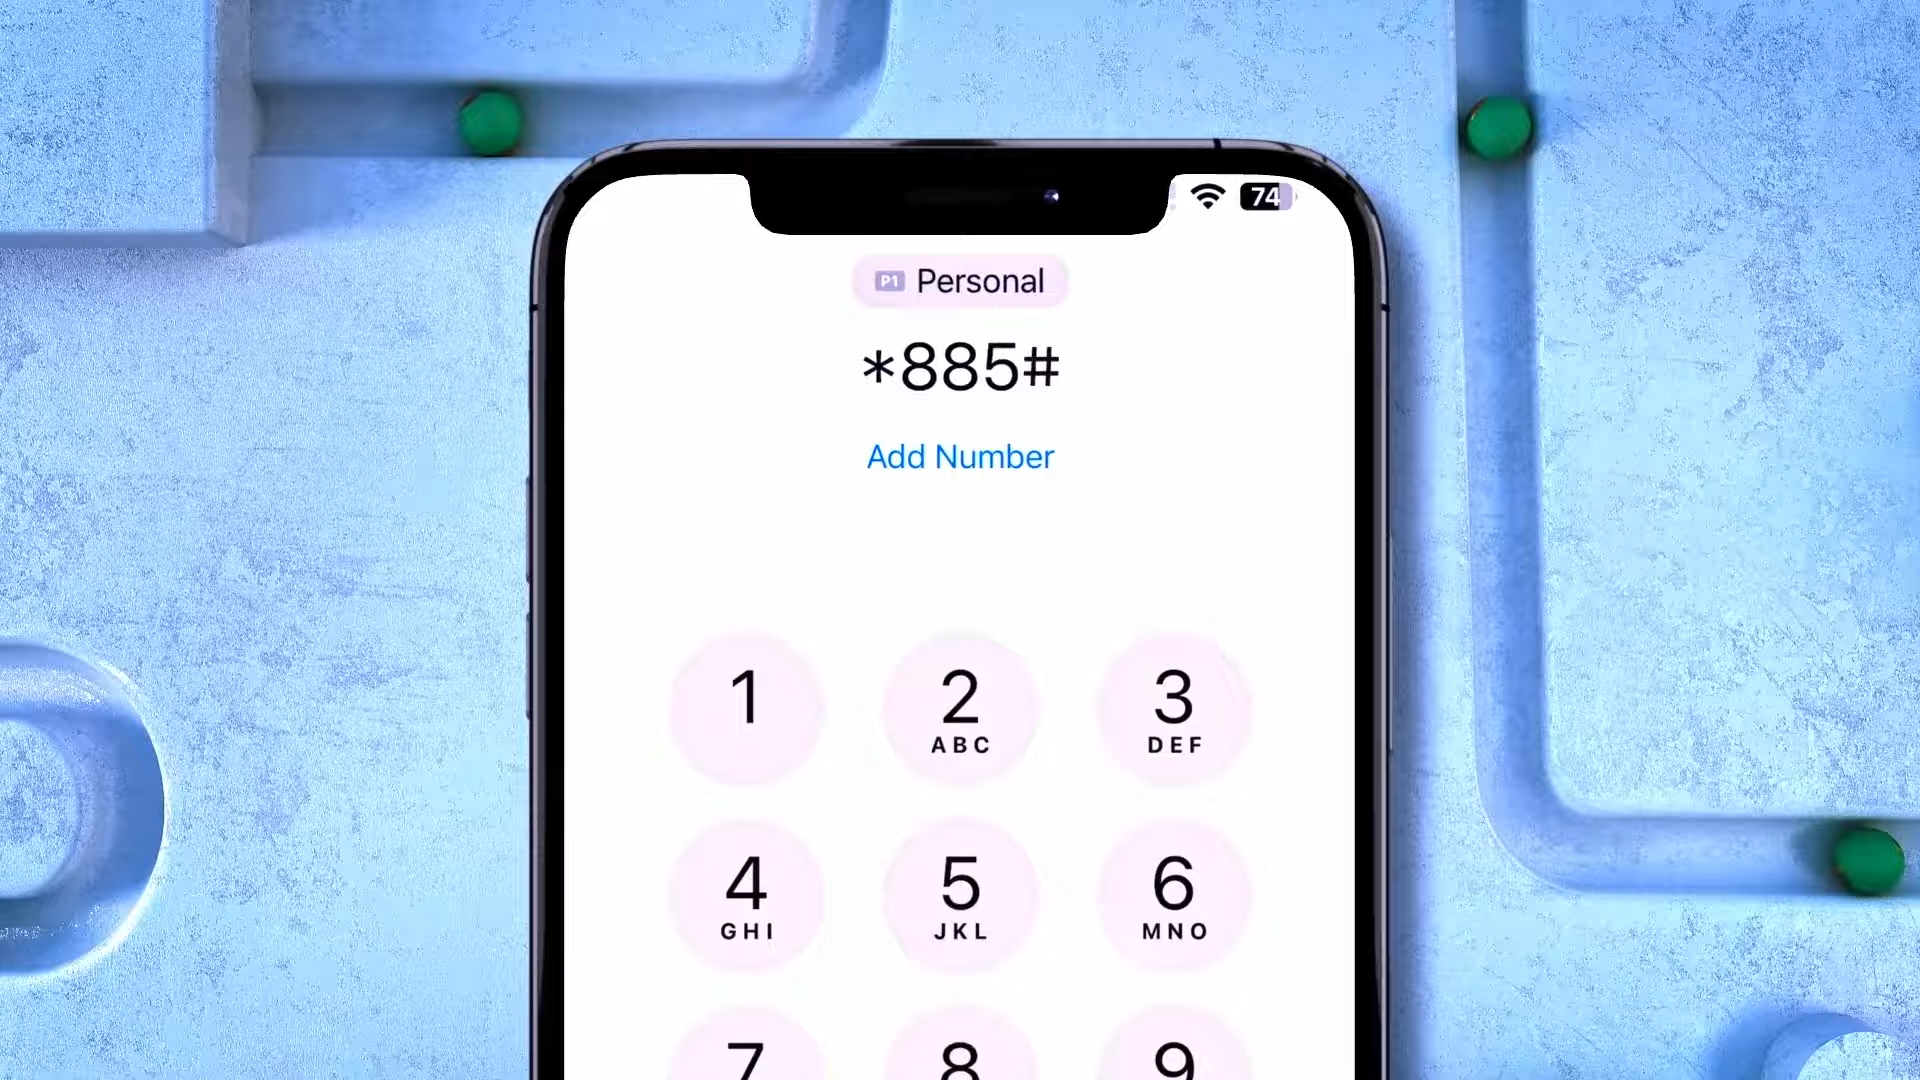 74
P1 Personal
*885#
Add Number
1 2 3
ABC DEF
4 5 6
GHI JKL MNO
7 8 9